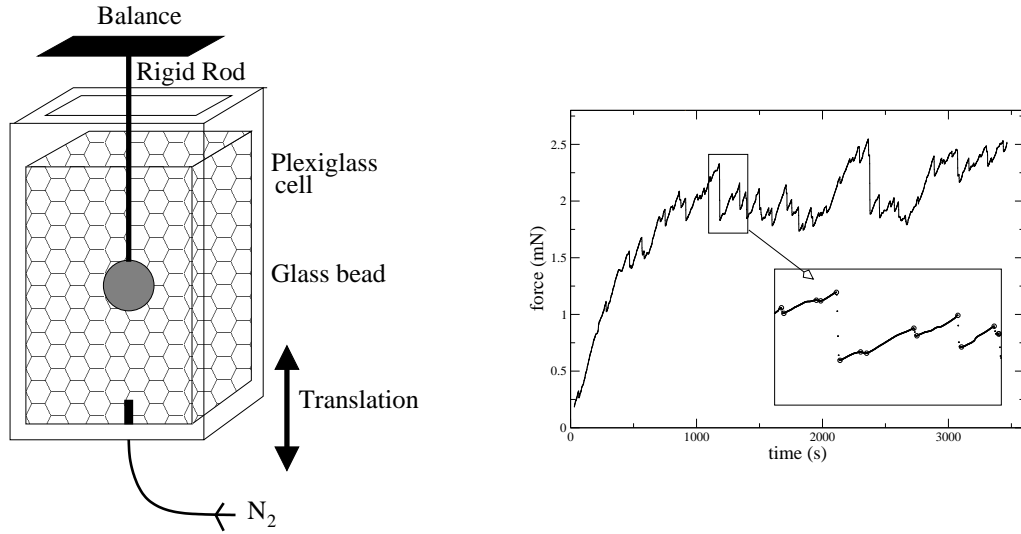 Balance
Rigid Rod
Plexiglass
cell
Glass bead
Translation
N2
force (mN)
2.5
2
1.5
1
0.5
0
0
1000
2000
3000
time (s)